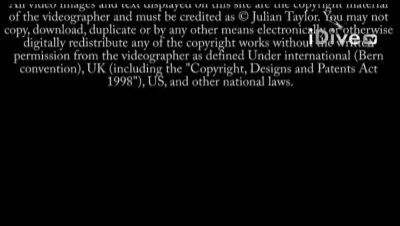 All video images and text displayed on this site are the copyright material
of the videographer and must be credited as © Julian Taylor. You may not
copy, download, duplicate or by any other means electronically or otherwise
digitally redistribute any of the copyright works without the written
permission from the videographer as defined Under international (Bern
convention), UK (including the "Copyright, Designs and Patents Act
1998"), US, and other national laws.
iDive.tv